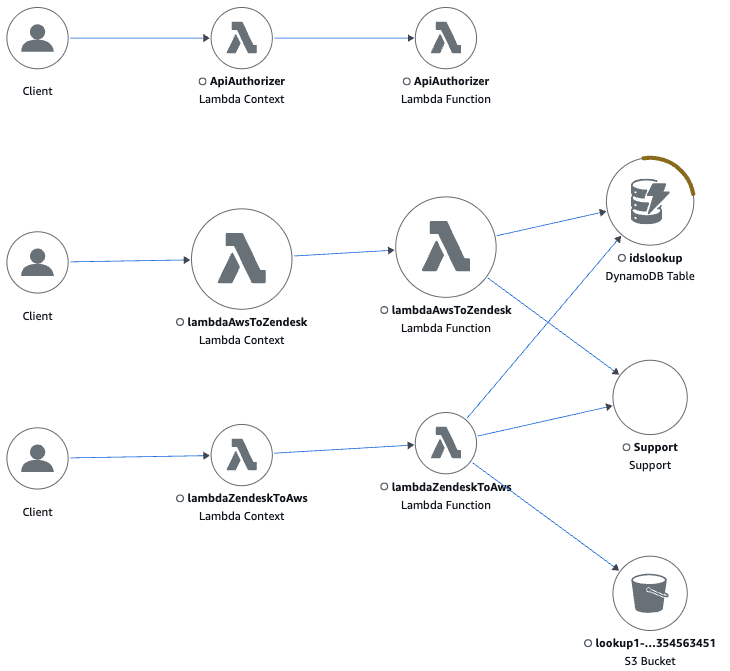 Client
ApiAuthorizer
Lambda Context
ApiAuthorizer
Lambda Function
Client
lambdaAwsToZendesk
Lambda Context
lambdaAwsToZendesk
Lambda Function
idslookup
DynamoDB Table
Client
lambdaZendeskToAws
Lambda Context
lambdaZendeskToAws
Lambda Function
Support
Support
lookup1-...354563451
S3 Bucket